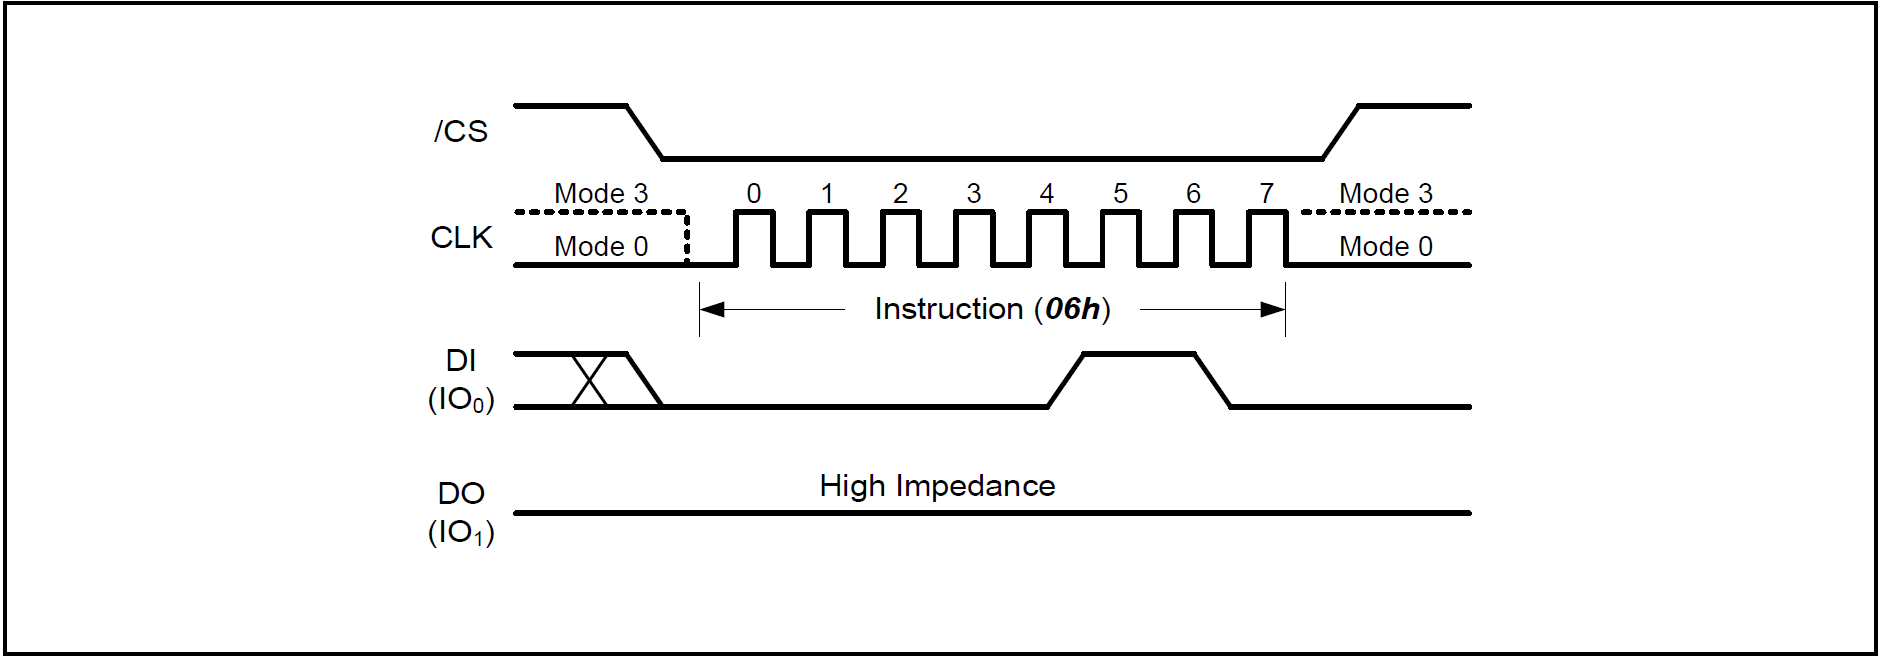 /CS
Mode 3 0 1 2 3 4 5 6 7 Mode 3
CLK
Mode 0 Mode 0
Instruction (06h)
DI
(IO0)
High Impedance
DO
(IO1)